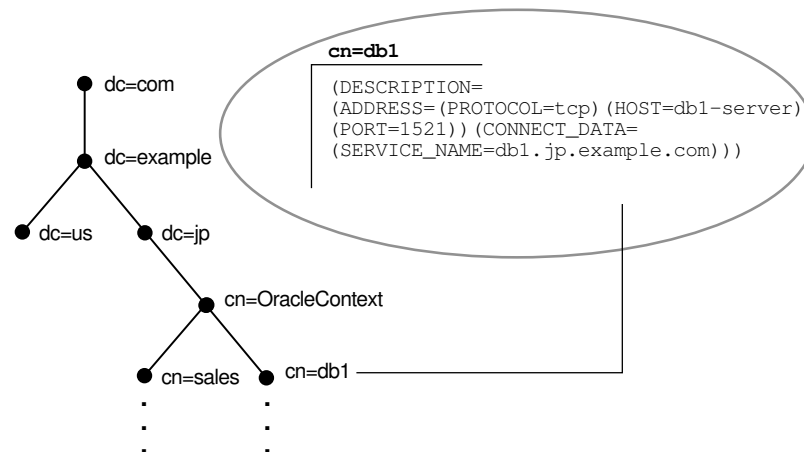 dc=com
dc=example
dc=us
dc=jp
cn=OracleContext
cn=sales
cn=db1
cn=db1
(DESCRIPTION=
(ADDRESS=(PROTOCOL=tcp)(HOST=db1-server)
(PORT=1521))(CONNECT_DATA=
(SERVICE_NAME=db1.jp.example.com)))